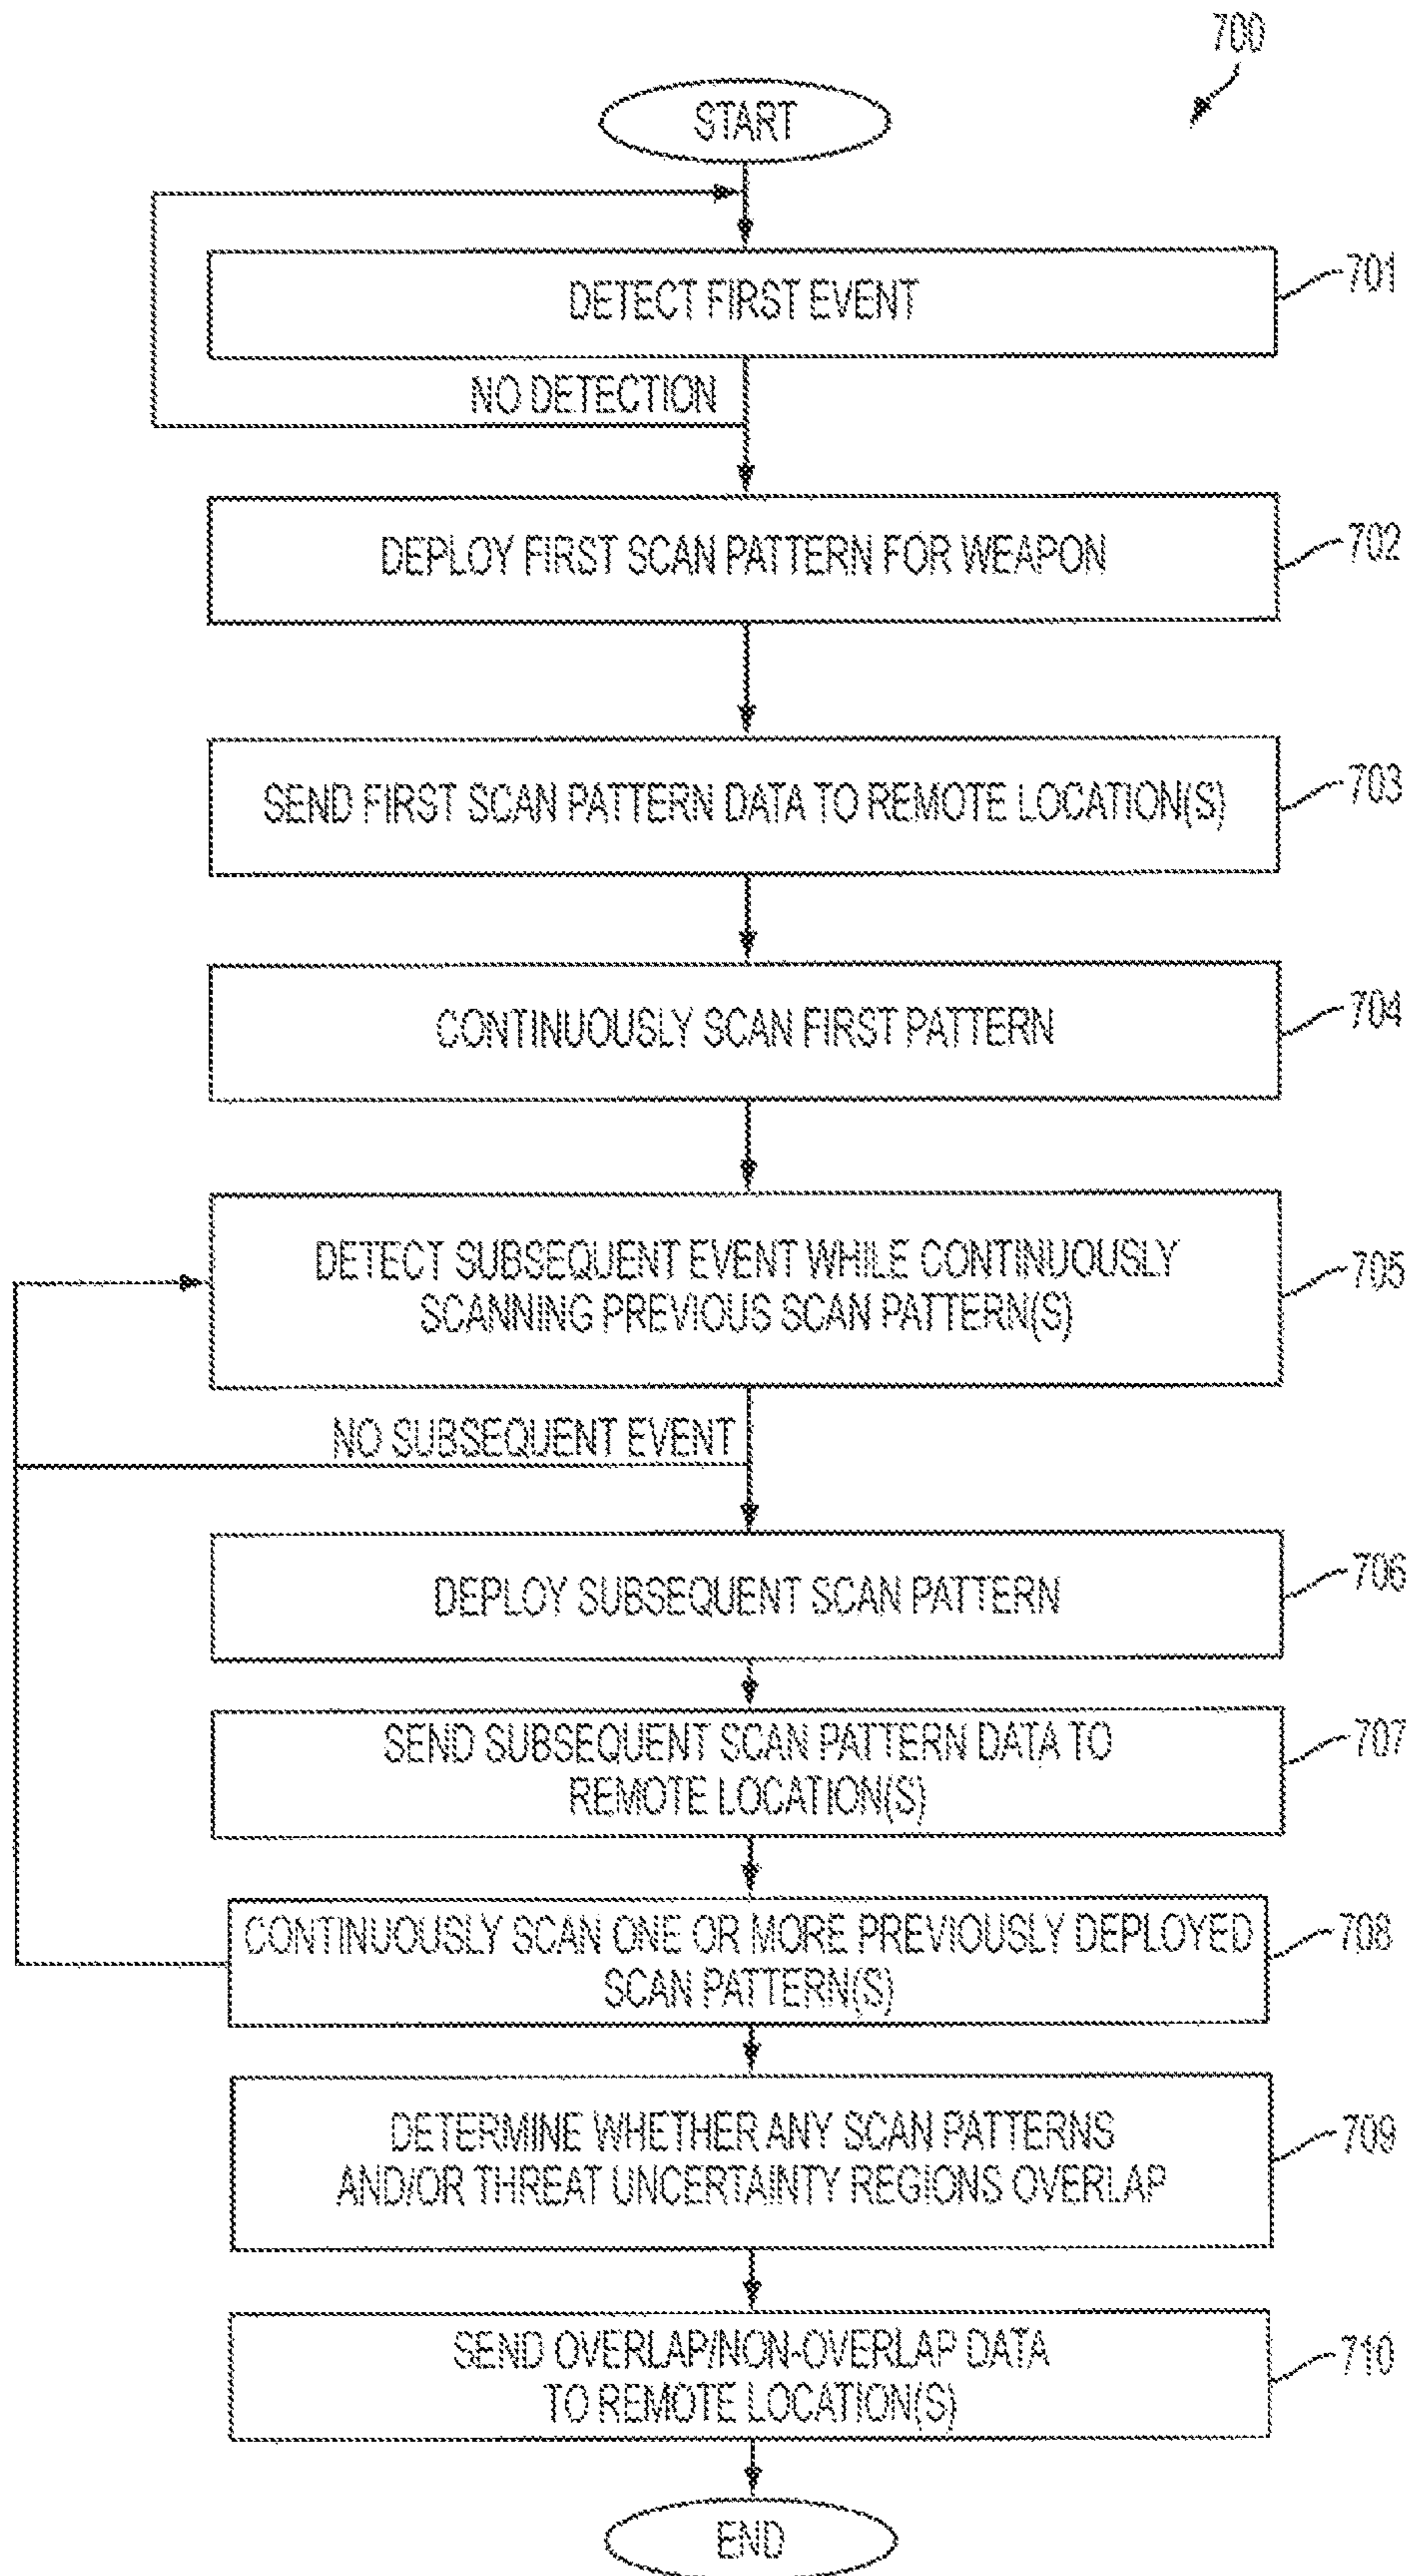 700
START
DETECT FIRST EVENT
701
NO DETECTION
DEPLOY FIRST SCAN PATTERN FOR WEAPON
702
SEND FIRST SCAN PATTERN DATA TO REMOTE LOCATION(S)
703
CONTINUOUSLY SCAN FIRST PATTERN
704
DETECT SUBSEQUENT EVENT WHILE CONTINUOUSLY
SCANNING PREVIOUS SCAN PATTERN(S)
705
NO SUBSEQUENT EVENT
DEPLOY SUBSEQUENT SCAN PATTERN
706
SEND SUBSEQUENT SCAN PATTERN DATA TO
REMOTE LOCATION(S)
707
CONTINUOUSLY SCAN ONE OR MORE PREVIOUSLY DEPLOYED
SCAN PATTERN(S)
708
DETERMINE WHETHER ANY SCAN PATTERNS
AND/OR THREAT UNCERTAINTY REGIONS OVERLAP
709
SEND OVERLAP/NON-OVERLAP DATA
TO REMOTE LOCATION(S)
710
END